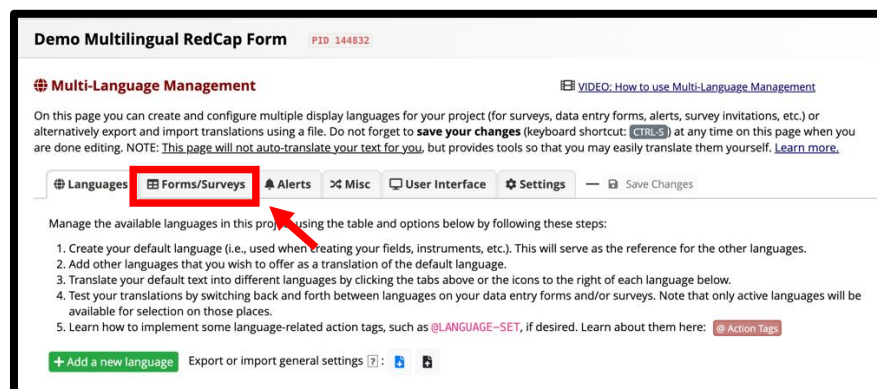 Demo Multilingual RedCap Form PID 144832
Multi-Language Management VIDEO: How to use Multi-Language Management
On this page you can create and configure multiple display languages for your project (for surveys, data entry forms, alerts, survey invitations, etc.) or
alternatively export and import translations using a file. Do not forget to save your changes (keyboard shortcut: CTRL-S) at any time on this page when you
are done editing. NOTE: This page will not auto-translate your text for you, but provides tools so that you may easily translate them yourself. Learn more.
Languages Forms/Surveys Alerts Misc User Interface Settings — Save Changes
Manage the available languages in this project using the table and options below by following these steps:
1. Create your default language (i.e., used when creating your fields, instruments, etc.). This will serve as the reference for the other languages.
2. Add other languages that you wish to offer as a translation of the default language.
3. Translate your default text into different languages by clicking the tabs above or the icons to the right of each language below.
4. Test your translations by switching back and forth between languages on your data entry forms and/or surveys. Note that only active languages will be
available for selection on those places.
5. Learn how to implement some language-related action tags, such as @LANGUAGE-SET, if desired. Learn about them here: @ Action Tags
+ Add a new language Export or import general settings ? :